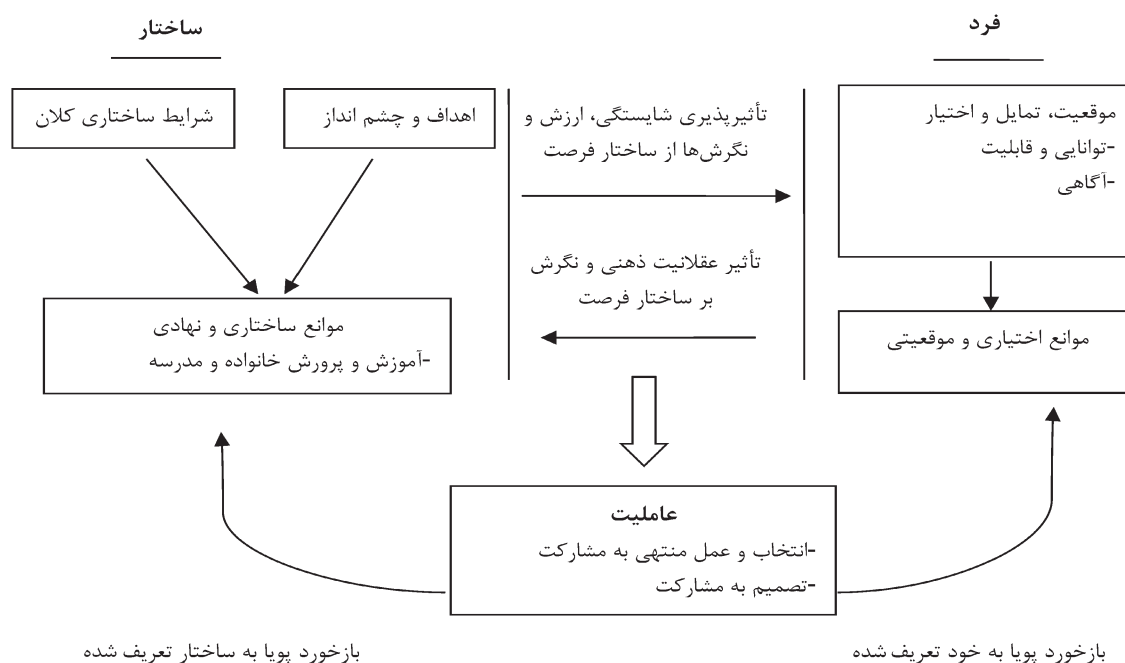 فرد
ساختار
موقعیت، تمایل و اختیار
-توانایی و قابلیت
-آگاهی
تأثیرپذیری شایستگی، ارزش و
نگرش‌ها از ساختار فرصت
اهداف و چشم انداز
شرایط ساختاری کلان
تأثیر عقلانیت ذهنی و نگرش
بر ساختار فرصت
موانع اختیاری و موقعیتی
موانع ساختاری و نهادی
-آموزش و پرورش خانواده و مدرسه
عاملیت
-انتخاب و عمل منتهی به مشارکت
-تصمیم به مشارکت
بازخورد پویا به خود تعریف شده
بازخورد پویا به ساختار تعریف شده